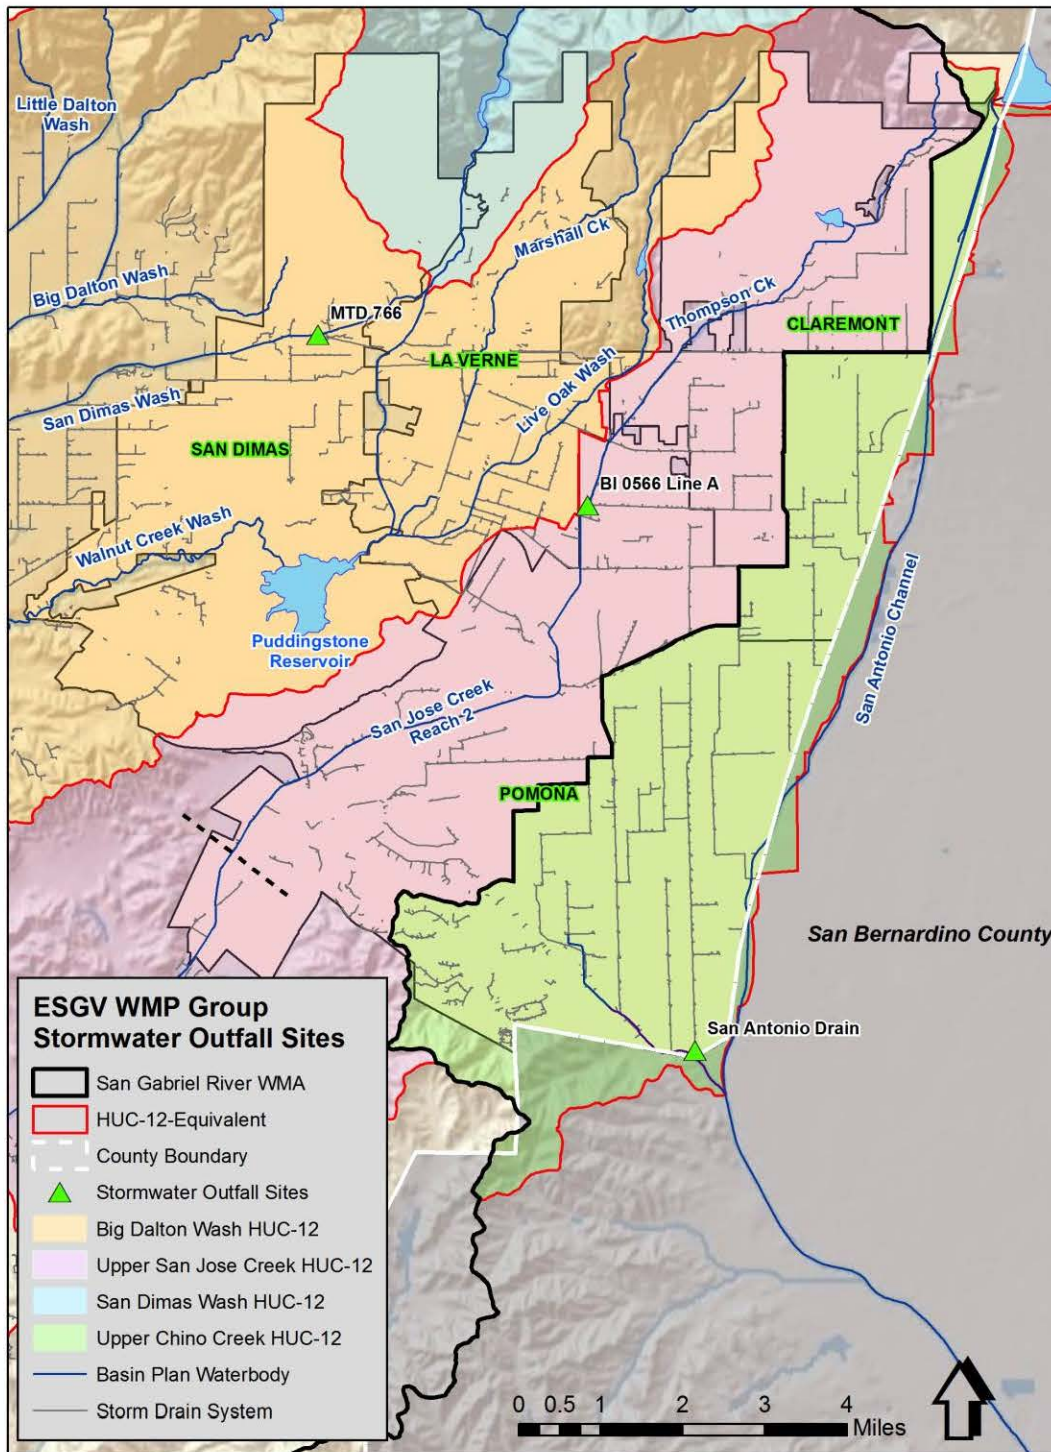 Little Dalton
Wash
Marshall Ck
Big Dalton Wash
MTD 766
Thompson Ck
CLAREMONT
LA VERNE
San Dimas Wash
Live Oak Wash
SAN DIMAS
BI 0566 Line A
Walnut Creek Wash
San Antonio Channel
Puddingstone
Reservoir
San Jose Creek
Reach 2
POMONA
San Bernardino County
San Antonio Drain
ESGV WMP Group
Stormwater Outfall Sites
San Gabriel River WMA
HUC-12-Equivalent
County Boundary
Stormwater Outfall Sites
Big Dalton Wash HUC-12
Upper San Jose Creek HUC-12
San Dimas Wash HUC-12
Upper Chino Creek HUC-12
Basin Plan Waterbody
Storm Drain System
0 0.5 1 2 3 4
Miles